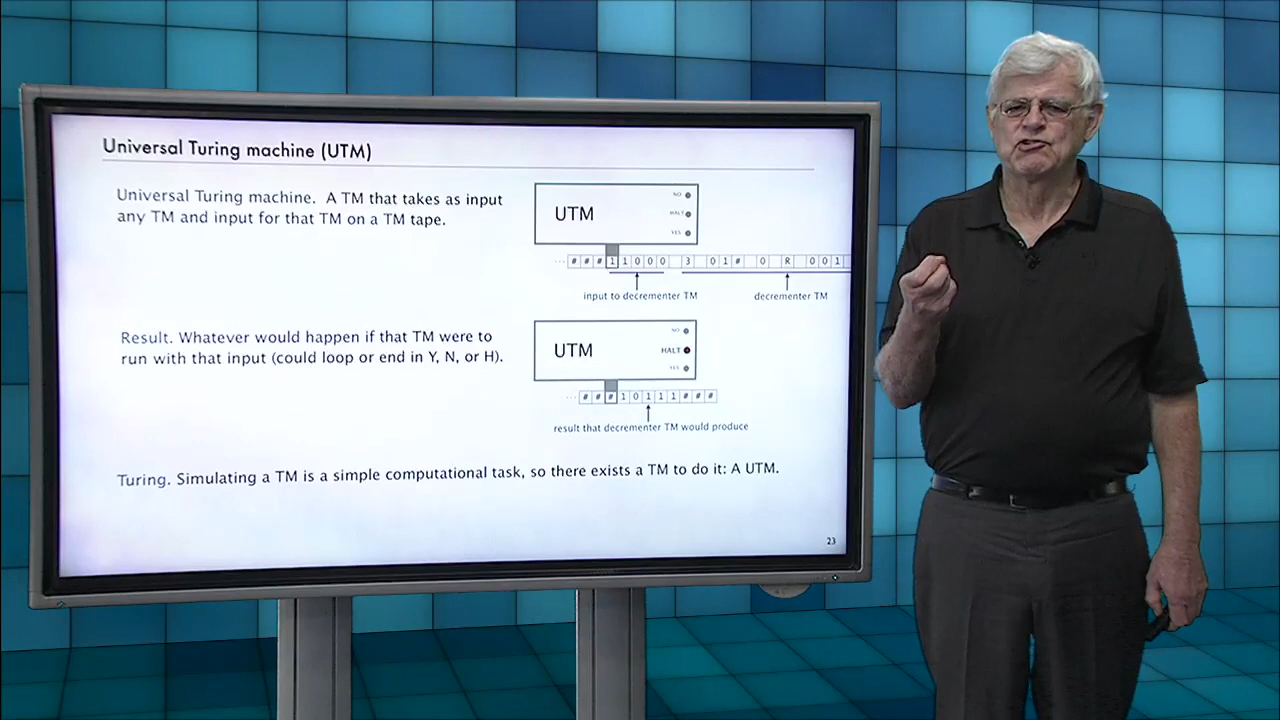 Universal Turing machine (UTM)
Universal Turing machine. A TM that takes as input
any TM and input for that TM on a TM tape.
UTM
NO
HALT
YES
... # # # 1 1 0 0 0 3 0 1 # 0 R 0 0 1
input to decrementer TM
decrementer TM
Result. Whatever would happen if that TM were to
run with that input (could loop or end in Y, N, or H).
UTM
NO
HALT
YES
... # # # 1 0 1 1 1 # # #
result that decrementer TM would produce
Turing. Simulating a TM is a simple computational task, so there exists a TM to do it: A UTM.
23